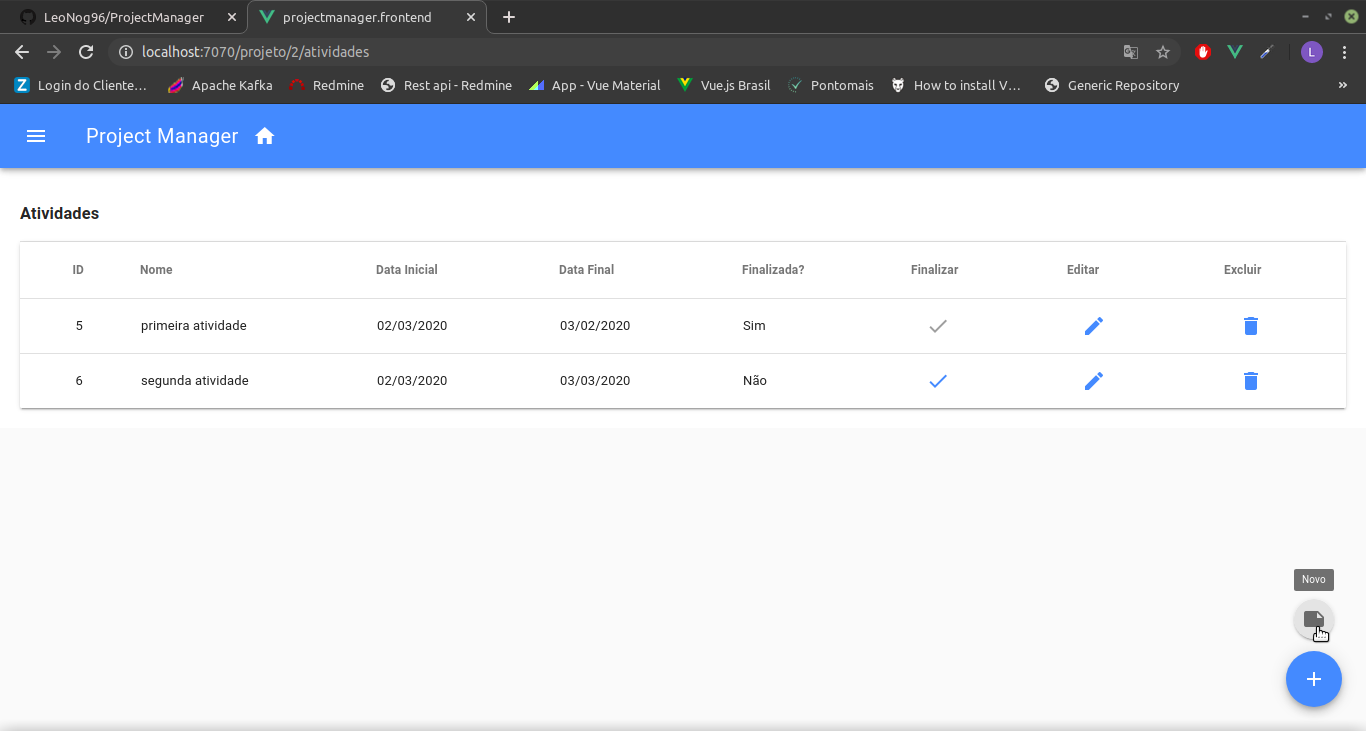 LeoNog96/ProjectManager
projectmanager.frontend
localhost:7070/projeto/2/atividades
L
Z Login do Cliente... Apache Kafka Redmine Rest api - Redmine App - Vue Material Vue.js Brasil Pontomais How to install V... Generic Repository »
Project Manager
Atividades
ID Nome Data Inicial Data Final Finalizada? Finalizar Editar Excluir
5 primeira atividade 02/03/2020 03/02/2020 Sim
6 segunda atividade 02/03/2020 03/03/2020 Não
Novo